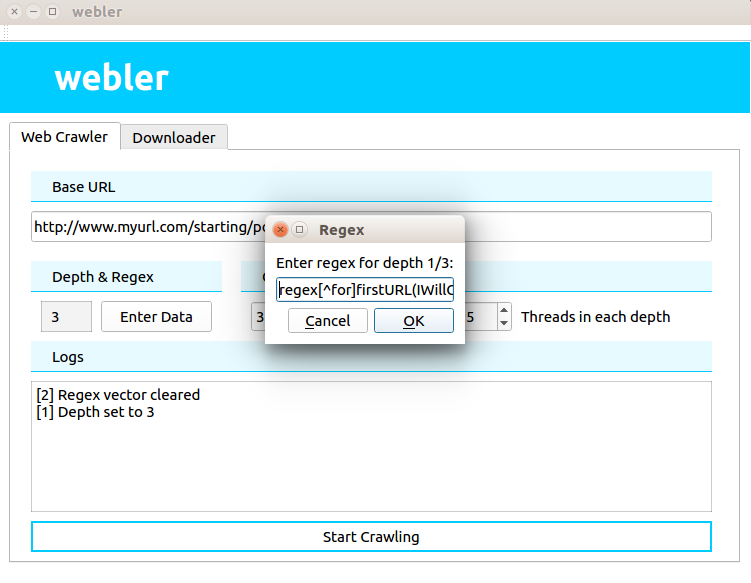 webler
webler
Web Crawler
Downloader
Base URL
http://www.myurl.com/starting/
Regex
Enter regex for depth 1/3:
regex[^for]firstURL(IWill
Cancel
OK
Depth & Regex
3
Enter Data
3
5
Threads in each depth
Logs
[2] Regex vector cleared
[1] Depth set to 3
Start Crawling